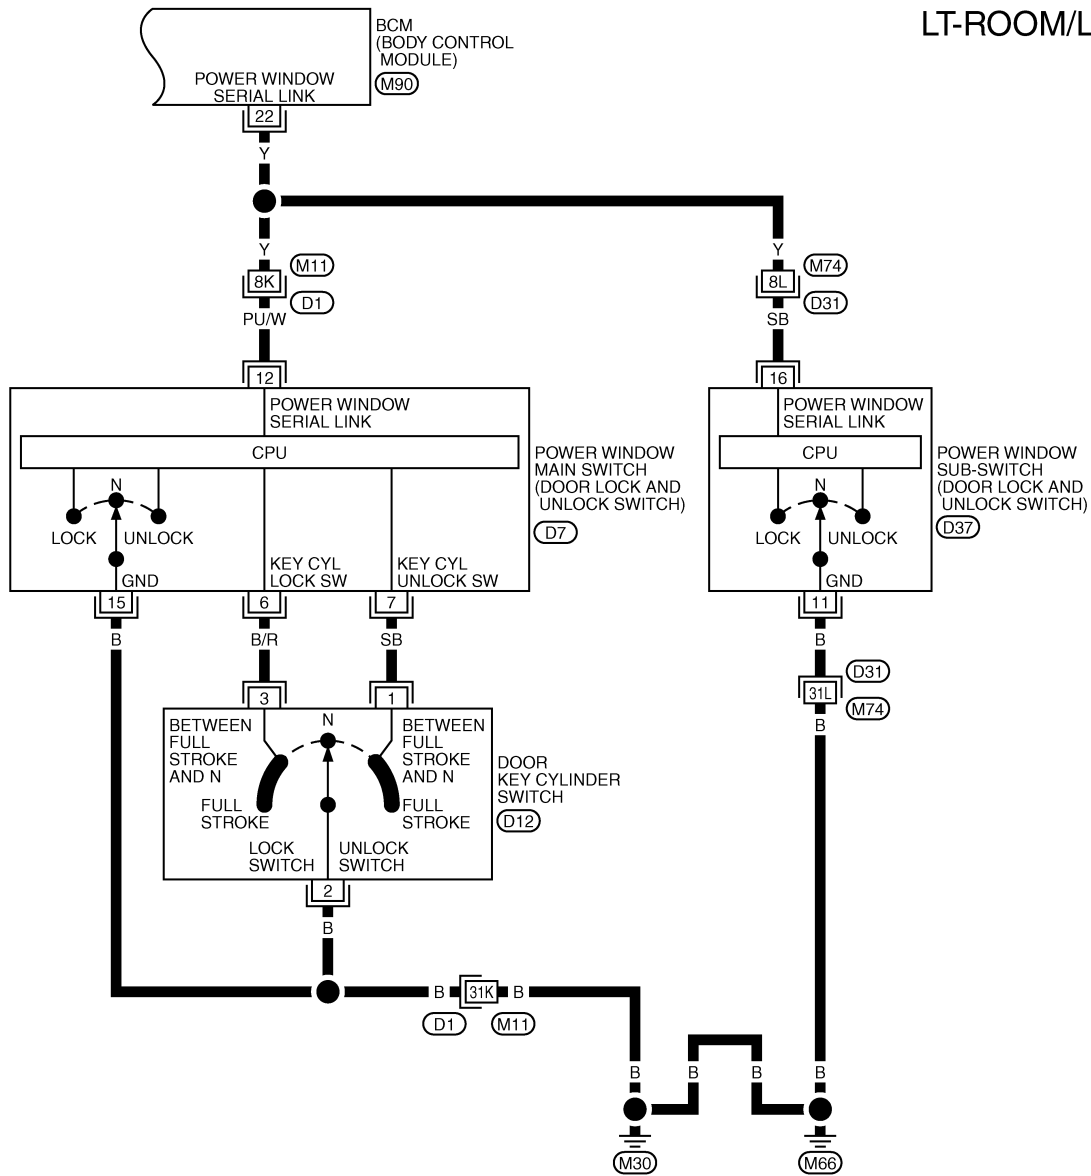 LT-ROOM/L
BCM
(BODY CONTROL
MODULE)
M90
POWER WINDOW
SERIAL LINK
22
Y
Y
Y
8K
M11
D1
8L
M74
D31
PU/W
SB
12
16
POWER WINDOW
SERIAL LINK
CPU
N
LOCK
UNLOCK
GND
KEY CYL
LOCK SW
KEY CYL
UNLOCK SW
POWER WINDOW
MAIN SWITCH
(DOOR LOCK AND
UNLOCK SWITCH)
D7
POWER WINDOW
SERIAL LINK
CPU
N
LOCK
UNLOCK
GND
POWER WINDOW
SUB-SWITCH
(DOOR LOCK AND
UNLOCK SWITCH)
D37
15
6
7
11
B
B/R
SB
B
3
1
31L
D31
M74
B
BETWEEN
FULL
STROKE
AND N
FULL
STROKE
N
BETWEEN
FULL
STROKE
AND N
FULL
STROKE
LOCK
SWITCH
UNLOCK
SWITCH
DOOR
KEY CYLINDER
SWITCH
D12
2
B
B
31K
B
D1
M11
B
B
B
B
M30
M66